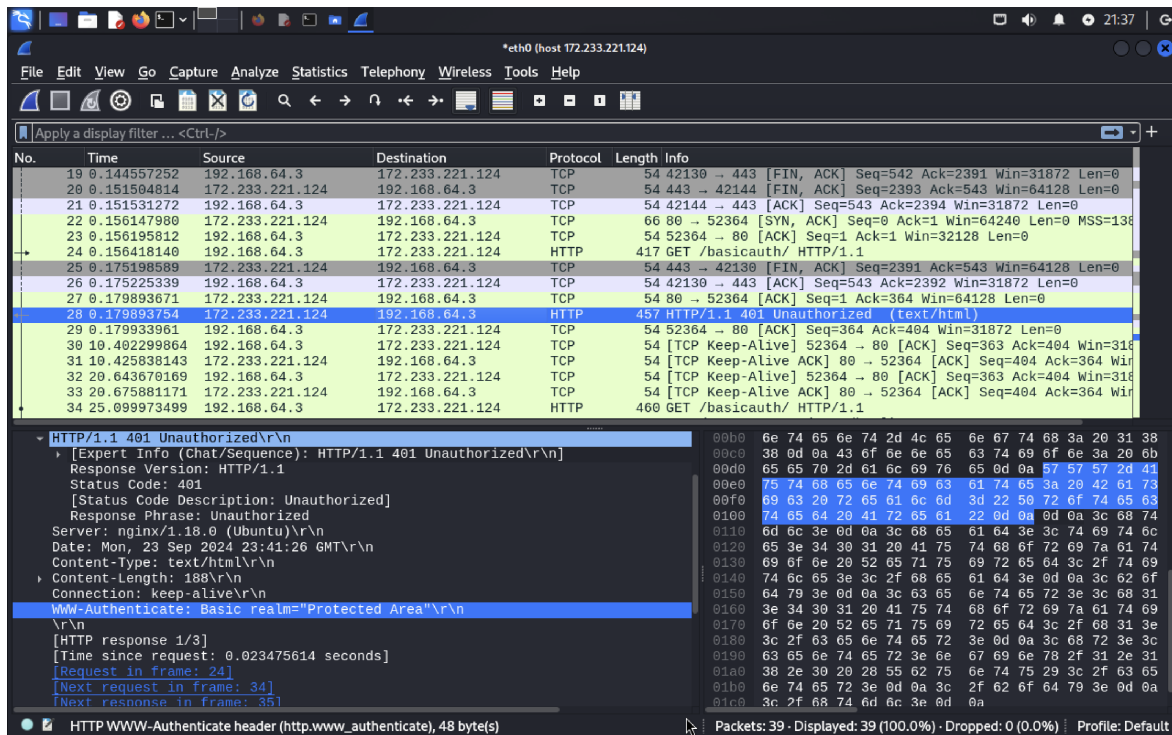 21:37
*eth0 (host 172.233.221.124)
File Edit View Go Capture Analyze Statistics Telephony Wireless Tools Help
Apply a display filter ... <Ctrl-/>
No. Time Source Destination Protocol Length Info
19 0.144557252 192.168.64.3 172.233.221.124 TCP 54 42130 → 443 [FIN, ACK] Seq=542 Ack=2391 Win=31872 Len=0
20 0.151504814 172.233.221.124 192.168.64.3 TCP 54 443 → 42144 [FIN, ACK] Seq=2393 Ack=543 Win=64128 Len=0
21 0.151531272 192.168.64.3 172.233.221.124 TCP 54 42144 → 443 [ACK] Seq=543 Ack=2394 Win=31872 Len=0
22 0.156147980 172.233.221.124 192.168.64.3 TCP 66 80 → 52364 [SYN, ACK] Seq=0 Ack=1 Win=64240 Len=0 MSS=138
23 0.156195812 192.168.64.3 172.233.221.124 TCP 54 52364 → 80 [ACK] Seq=1 Ack=1 Win=32128 Len=0
24 0.156418140 192.168.64.3 172.233.221.124 HTTP 417 GET /basicauth/ HTTP/1.1
25 0.175198589 172.233.221.124 192.168.64.3 TCP 54 443 → 42130 [FIN, ACK] Seq=2391 Ack=543 Win=64128 Len=0
26 0.175225339 192.168.64.3 172.233.221.124 TCP 54 42130 → 443 [ACK] Seq=543 Ack=2392 Win=31872 Len=0
27 0.179893671 172.233.221.124 192.168.64.3 TCP 54 80 → 52364 [ACK] Seq=1 Ack=364 Win=64128 Len=0
28 0.179893754 172.233.221.124 192.168.64.3 HTTP 457 HTTP/1.1 401 Unauthorized (text/html)
29 0.179933961 192.168.64.3 172.233.221.124 TCP 54 52364 → 80 [ACK] Seq=364 Ack=404 Win=31872 Len=0
30 10.402299864 192.168.64.3 172.233.221.124 TCP 54 [TCP Keep-Alive] 52364 → 80 [ACK] Seq=363 Ack=404 Win=318
31 10.425838143 172.233.221.124 192.168.64.3 TCP 54 [TCP Keep-Alive ACK] 80 → 52364 [ACK] Seq=404 Ack=364 Win
32 20.643670169 192.168.64.3 172.233.221.124 TCP 54 [TCP Keep-Alive] 52364 → 80 [ACK] Seq=363 Ack=404 Win=318
33 20.675881171 172.233.221.124 192.168.64.3 TCP 54 [TCP Keep-Alive ACK] 80 → 52364 [ACK] Seq=404 Ack=364 Win
34 25.099973499 192.168.64.3 172.233.221.124 HTTP 460 GET /basicauth/ HTTP/1.1
HTTP/1.1 401 Unauthorized\r\n
[Expert Info (Chat/Sequence): HTTP/1.1 401 Unauthorized\r\n]
Response Version: HTTP/1.1
Status Code: 401
[Status Code Description: Unauthorized]
Response Phrase: Unauthorized
Server: nginx/1.18.0 (Ubuntu)\r\n
Date: Mon, 23 Sep 2024 23:41:26 GMT\r\n
Content-Type: text/html\r\n
Content-Length: 188\r\n
Connection: keep-alive\r\n
WWW-Authenticate: Basic realm="Protected Area"\r\n
\r\n
[HTTP response 1/3]
[Time since request: 0.023475614 seconds]
[Request in frame: 24]
[Next request in frame: 34]
[Next response in frame: 35]
00b0 6e 74 65 6e 74 2d 4c 65 6e 67 74 68 3a 20 31 38
00c0 38 0d 0a 43 6f 6e 6e 65 63 74 69 6f 6e 3a 20 6b
00d0 65 65 70 2d 61 6c 69 76 65 0d 0a 57 57 57 2d 41
00e0 75 74 68 65 6e 74 69 63 61 74 65 3a 20 42 61 73
00f0 69 63 20 72 65 61 6c 6d 3d 22 50 72 6f 74 65 63
0100 74 65 64 20 41 72 65 61 22 0d 0a 0d 0a 3c 68 74
0110 6d 6c 3e 0d 0a 3c 68 65 61 64 3e 3c 74 69 74 6c
0120 65 3e 34 30 31 20 41 75 74 68 6f 72 69 7a 61 74
0130 69 6f 6e 20 52 65 71 75 69 72 65 64 3c 2f 74 69
0140 74 6c 65 3e 3c 2f 68 65 61 64 3e 0d 0a 3c 62 6f
0150 64 79 3e 0d 0a 3c 63 65 6e 74 65 72 3e 3c 68 31
0160 3e 34 30 31 20 41 75 74 68 6f 72 69 7a 61 74 69
0170 6f 6e 20 52 65 71 75 69 72 65 64 3c 2f 68 31 3e
0180 3c 2f 63 65 6e 74 65 72 3e 0d 0a 3c 68 72 3e 3c
0190 63 65 6e 74 65 72 3e 6e 67 69 6e 78 2f 31 2e 31
01a0 38 2e 30 20 28 55 62 75 6e 74 75 29 3c 2f 63 65
01b0 6e 74 65 72 3e 0d 0a 3c 2f 62 6f 64 79 3e 0d 0a
01c0 3c 2f 68 74 6d 6c 3e 0d 0a
HTTP WWW-Authenticate header (http.www_authenticate), 48 byte(s)
Packets: 39 · Displayed: 39 (100.0%) · Dropped: 0 (0.0%)
Profile: Default